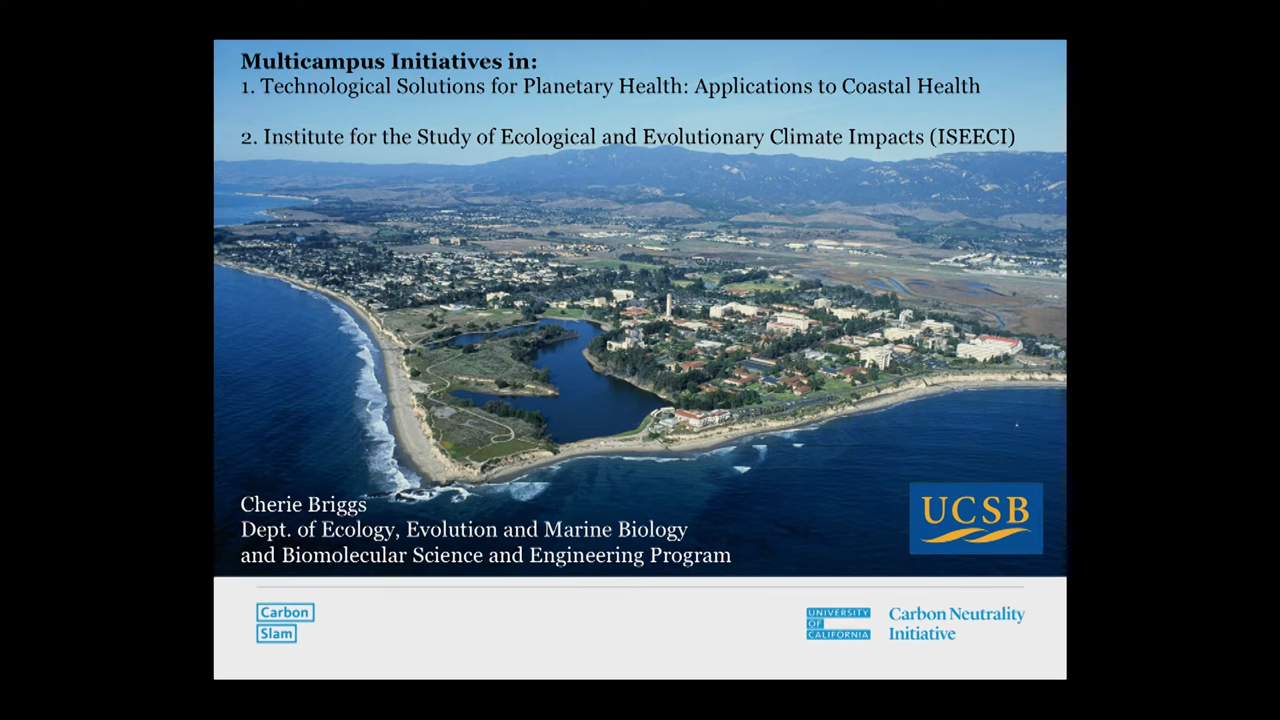 Multicampus Initiatives in:
1. Technological Solutions for Planetary Health: Applications to Coastal Health
2. Institute for the Study of Ecological and Evolutionary Climate Impacts (ISEECI)
Cherie Briggs
Dept. of Ecology, Evolution and Marine Biology
and Biomolecular Science and Engineering Program
UCSB
Carbon
Slam
UNIVERSITY
OF
CALIFORNIA
Carbon Neutrality
Initiative